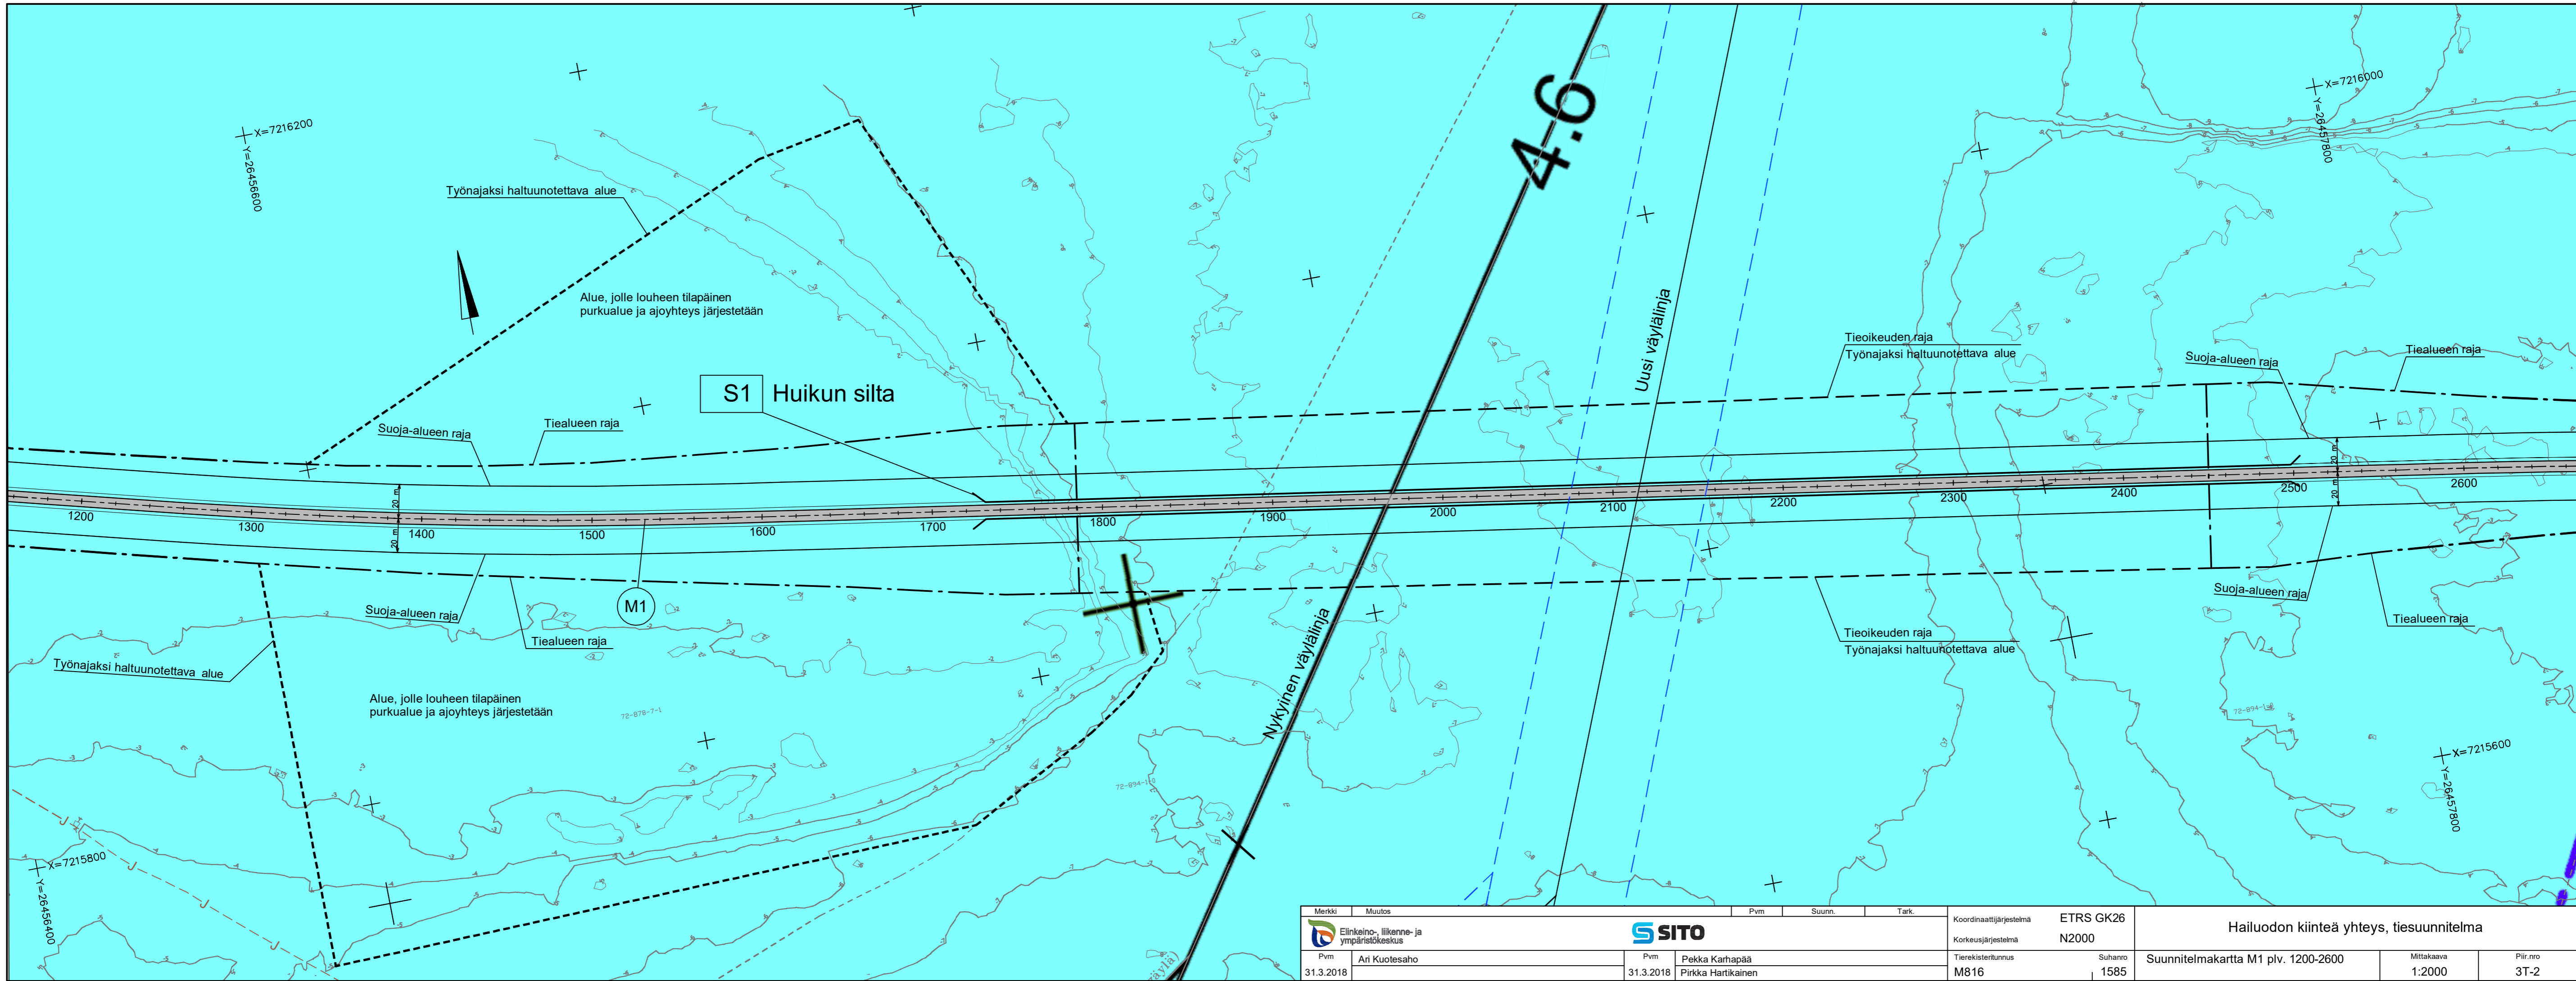 X=7216200
Y=26456600
Työnajaksi haltuunotettava alue
Alue, jolle louheen tilapäinen
purkualue ja ajoyhteys järjestetään
S1 Huikun silta
Suoja-alueen raja
Tiealueen raja
4.6
Uusi väylälinja
X=7216000
Y=26457800
Tieoikeuden raja
Työnajaksi haltuunotettava alue
Suoja-alueen raja
Tiealueen raja
20 m
20 m
20 m
20 m
1200
1300
1400
1500
1600
1700
1800
1900
2000
2100
2200
2300
2400
2500
2600
M1
Suoja-alueen raja
Tiealueen raja
Työnajaksi haltuunotettava alue
Alue, jolle louheen tilapäinen
purkualue ja ajoyhteys järjestetään
72-878-7-1
Nykyinen väylälinja
Tieoikeuden raja
Työnajaksi haltuunotettava alue
Suoja-alueen raja
Tiealueen raja
X=7215600
Y=26457800
X=7215800
Y=26456400
J
J
J
J
Merkki Muutos Pvm Suunn. Tark.
Elinkeino-, liikenne- ja
ympäristökeskus
SITO
Pvm Ari Kuotesaho
31.3.2018
Pvm Pekka Karhapää
31.3.2018 Pirkka Hartikainen
Koordinaattijärjestelmä ETRS GK26
Korkeusjärjestelmä N2000
Tierekisteritunnus Suhanro
M816 1585
Hailuodon kiinteä yhteys, tiesuunnitelma
Suunnitelmakartta M1 plv. 1200-2600
Mittakaava
1:2000
Piir.nro
3T-2